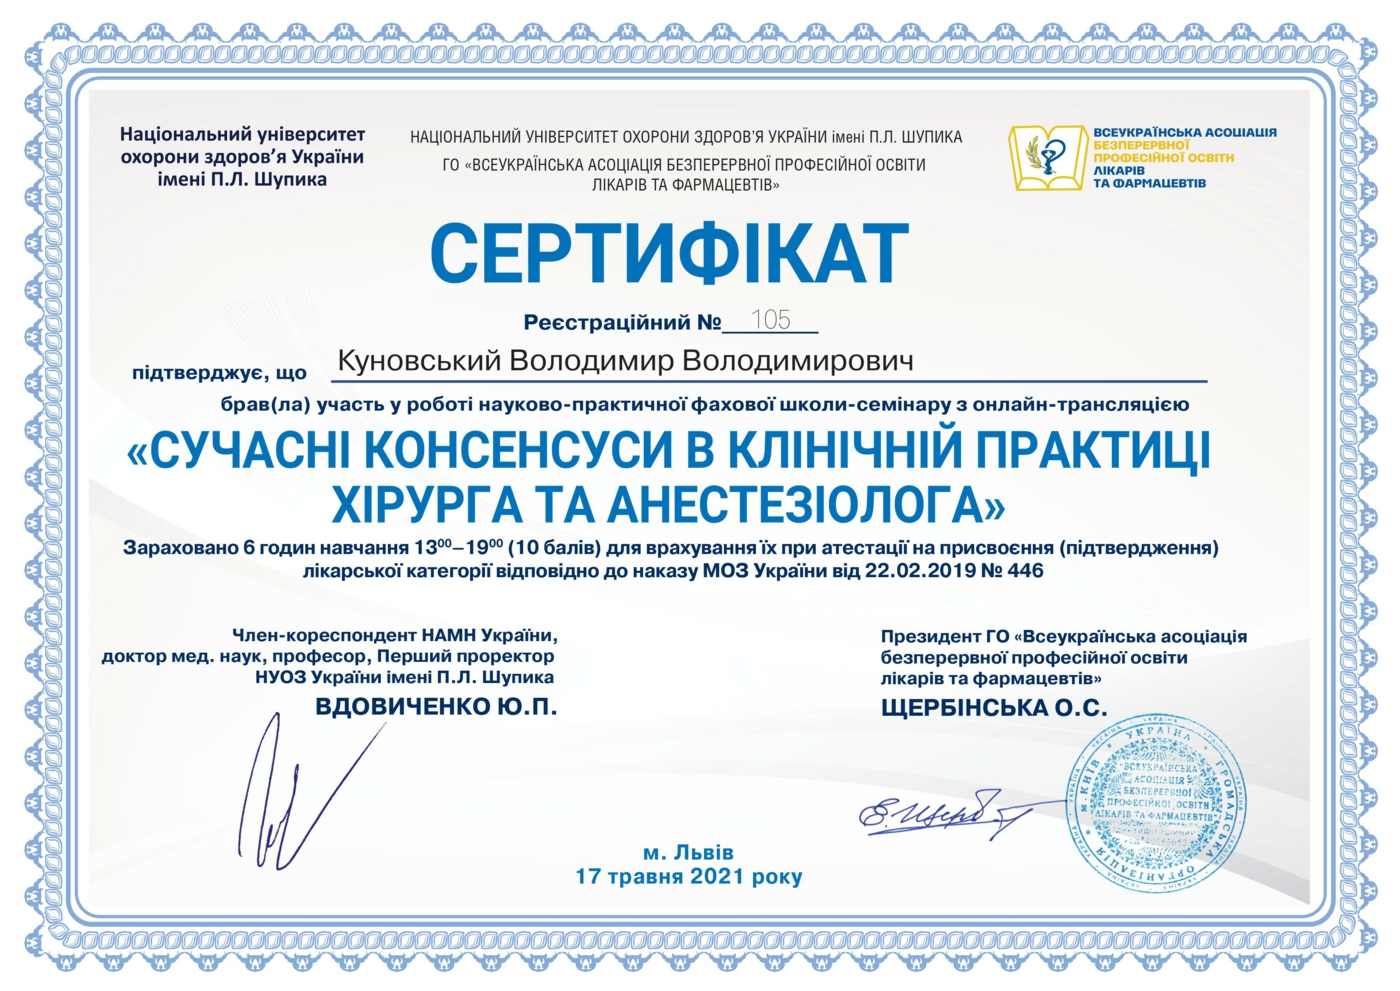 Національний університет
охорони здоров’я України
імені П.Л. Шупика
НАЦІОНАЛЬНИЙ УНІВЕРСИТЕТ ОХОРОНИ ЗДОРОВ’Я УКРАЇНИ імені П.Л. ШУПИКА
ГО «ВСЕУКРАЇНСЬКА АСОЦІАЦІЯ БЕЗПЕРЕРВНОЇ ПРОФЕСІЙНОЇ ОСВІТИ
ЛІКАРІВ ТА ФАРМАЦЕВТІВ»
ВСЕУКРАЇНСЬКА АСОЦІАЦІЯ
БЕЗПЕРЕРВНОЇ
ПРОФЕСІЙНОЇ ОСВІТИ
ЛІКАРІВ
ТА ФАРМАЦЕВТІВ
СЕРТИФІКАТ
Реєстраційний № 105
підтверджує, що Куновський Володимир Володимирович
брав(ла) участь у роботі науково-практичної фахової школи-семінару з онлайн-трансляцією
«СУЧАСНІ КОНСЕНСУСИ В КЛІНІЧНІЙ ПРАКТИЦІ
ХІРУРГА ТА АНЕСТЕЗІОЛОГА»
Зараховано 6 годин навчання 13⁰⁰–19⁰⁰ (10 балів) для врахування їх при атестації на присвоєння (підтвердження)
лікарської категорії відповідно до наказу МОЗ України від 22.02.2019 № 446
Член-кореспондент НАМН України,
доктор мед. наук, професор, Перший проректор
НУОЗ України імені П.Л. Шупика
ВДОВИЧЕНКО Ю.П.
Президент ГО «Всеукраїнська асоціація
безперервної професійної освіти
лікарів та фармацевтів»
ЩЕРБІНСЬКА О.С.
УКРАЇНА * ГРОМАДСЬКА ОРГАНІЗАЦІЯ * м. КИЇВ
"ВСЕУКРАЇНСЬКА
АСОЦІАЦІЯ
БЕЗПЕРЕРВНОЇ
ПРОФЕСІЙНОЇ ОСВІТИ
ЛІКАРІВ ТА ФАРМАЦЕВТІВ"
м. Львів
17 травня 2021 року